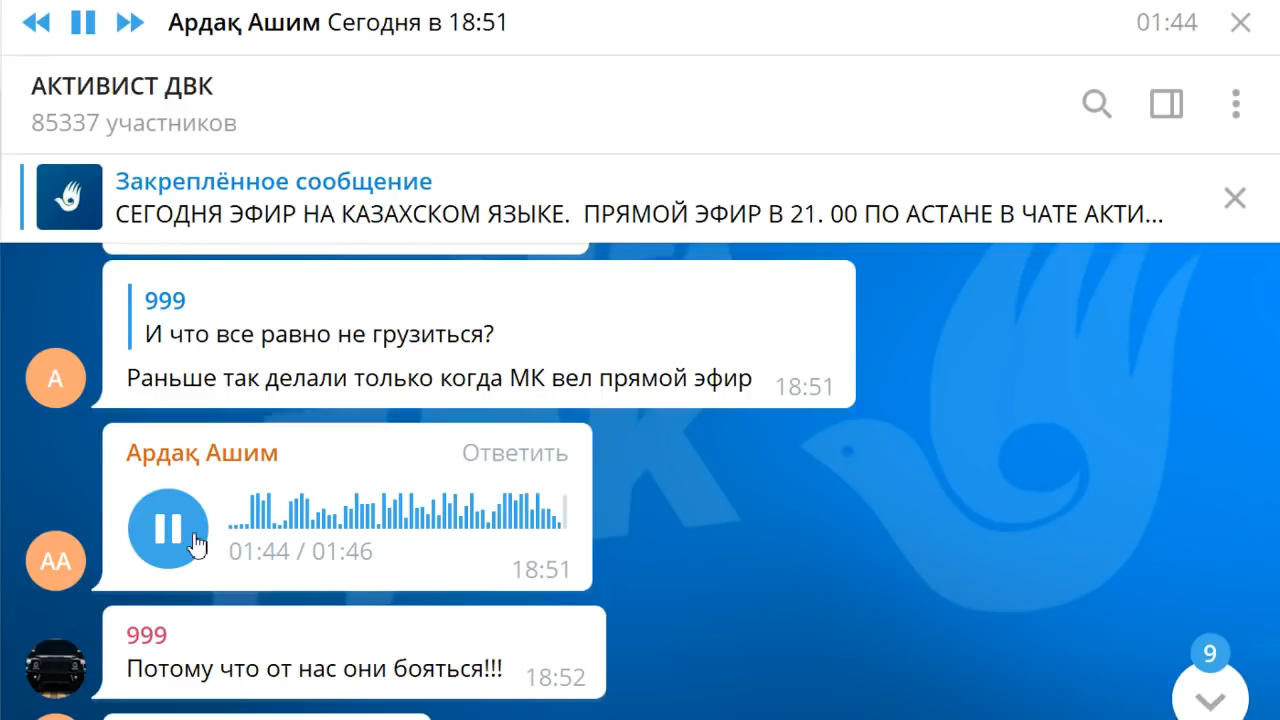 Ардақ Ашим Сегодня в 18:51
01:44
АКТИВИСТ ДВК
85337 участников
Закреплённое сообщение
СЕГОДНЯ ЭФИР НА КАЗАХСКОМ ЯЗЫКЕ.  ПРЯМОЙ ЭФИР В 21. 00 ПО АСТАНЕ В ЧАТЕ АКТИ...
999
И что все равно не грузиться?
А
Раньше так делали только когда МК вел прямой эфир
18:51
Ардақ Ашим
Ответить
АА
01:44 / 01:46
18:51
999
Потому что от нас они бояться!!!
18:52
9